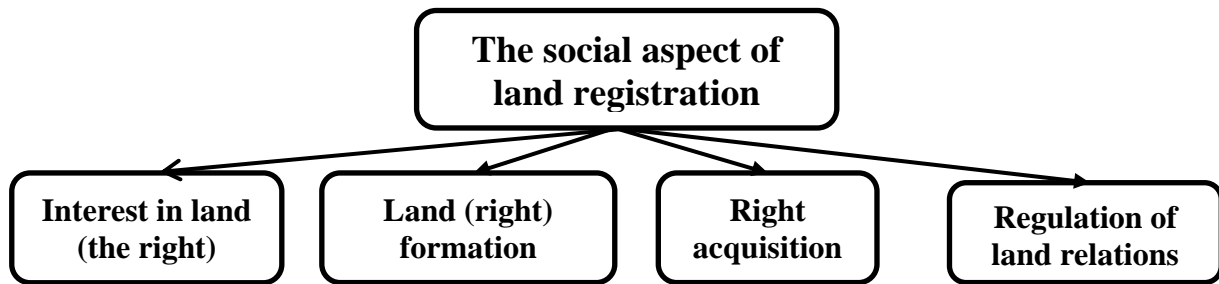 The social aspect of
land registration
Interest in land
(the right)
Land (right)
formation
Right
acquisition
Regulation of
land relations